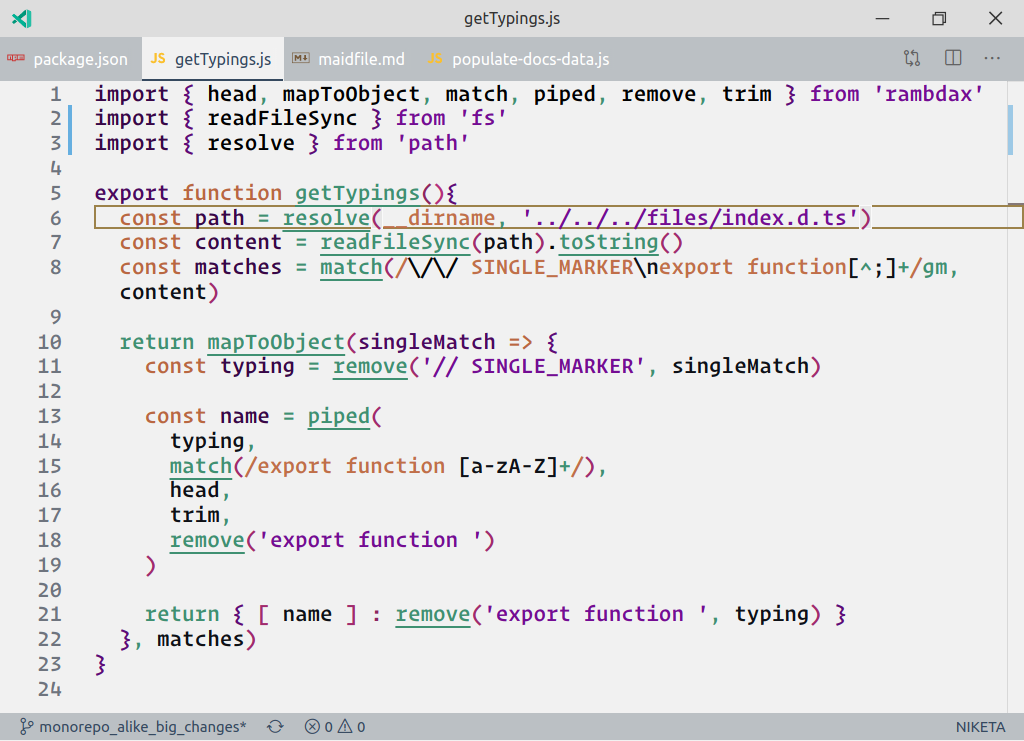 getTypings.js
npm package.json JS getTypings.js M↓ maidfile.md JS populate-docs-data.js ···
1 import { head, mapToObject, match, piped, remove, trim } from 'rambdax'
2 import { readFileSync } from 'fs'
3 import { resolve } from 'path'
4
5 export function getTypings(){
6 const path = resolve(__dirname, '../../../files/index.d.ts')
7 const content = readFileSync(path).toString()
8 const matches = match(/\/\/ SINGLE_MARKER\nexport function[^;]+/gm,
content)
9
10 return mapToObject(singleMatch => {
11 const typing = remove('// SINGLE_MARKER', singleMatch)
12
13 const name = piped(
14 typing,
15 match(/export function [a-zA-Z]+/),
16 head,
17 trim,
18 remove('export function ')
19 )
20
21 return { [ name ] : remove('export function ', typing) }
22 }, matches)
23 }
24
monorepo_alike_big_changes* 0 0 NIKETA